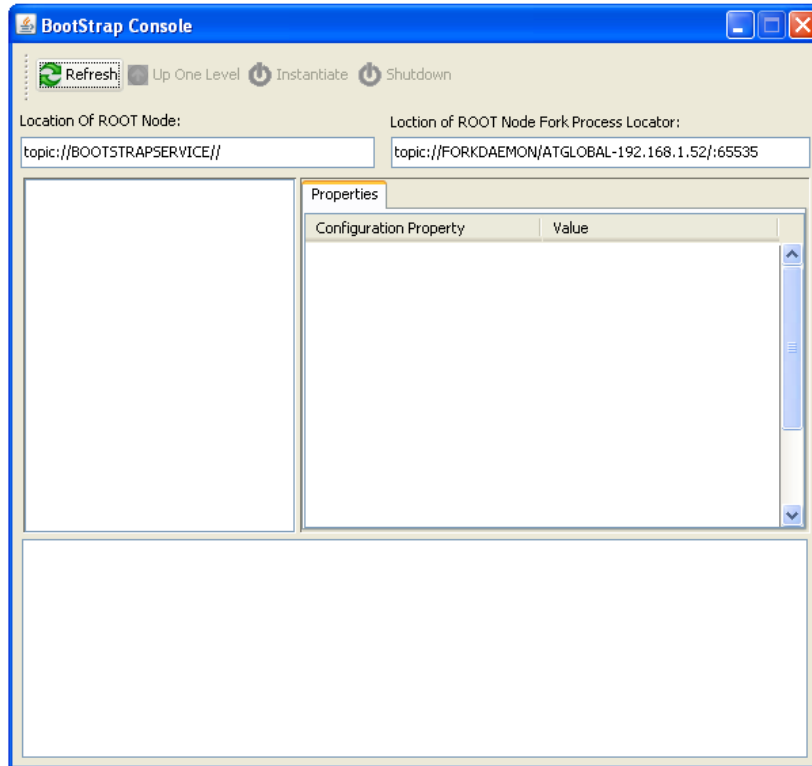 BootStrap Console
Refresh Up One Level Instantiate Shutdown
Location Of ROOT Node: Loction of ROOT Node Fork Process Locator:
topic://BOOTSTRAPSERVICE// topic://FORKDAEMON/ATGLOBAL-192.168.1.52/:65535
Properties
Configuration Property Value